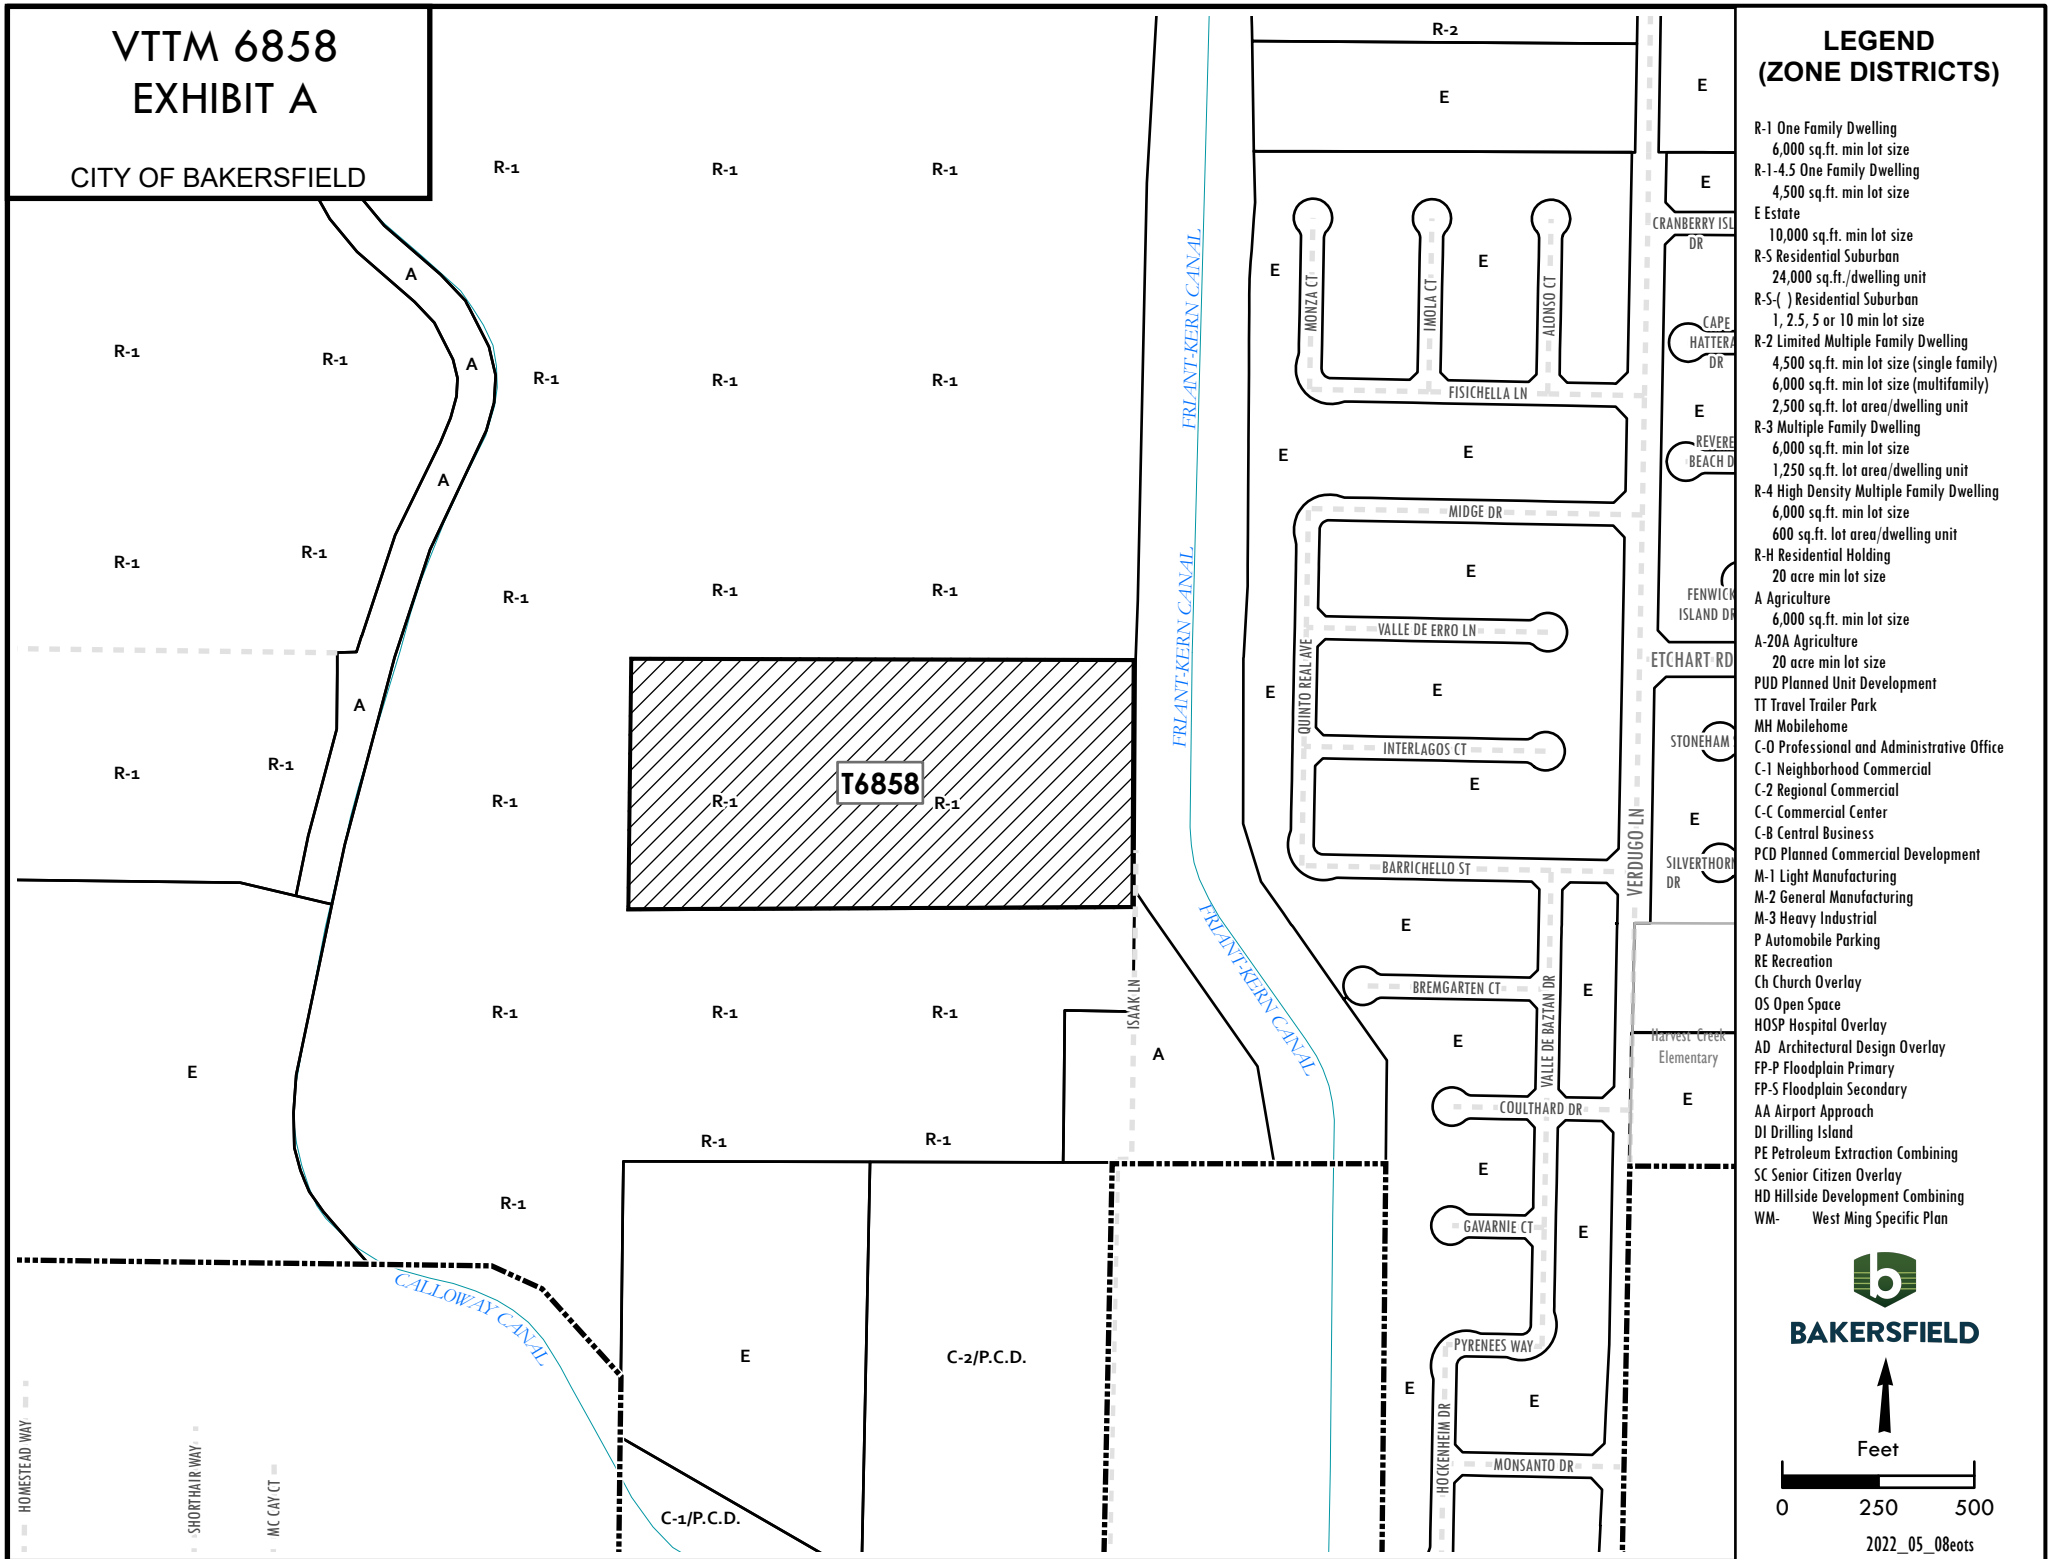 VTTM 6858
EXHIBIT A
CITY OF BAKERSFIELD
R-2
E
E
R-1
R-1
R-1
E
CRANBERRY ISL
DR
A
E
E
MONZA CT
IMOLA CT
ALONSO CT
FRIANT-KERN CANAL
R-1
R-1
A
R-1
R-1
R-1
CAPE
HATTERA
DR
FISICHELLA LN
E
E
E
REVERE
BEACH D
A
MIDGE DR
R-1
R-1
R-1
R-1
R-1
FRIANT-KERN CANAL
E
FENWICK
ISLAND DR
VALLE DE ERRO LN
QUINTO REAL AVE
ETCHART RD
A
E
E
INTERLAGOS CT
STONEHAM
R-1
R-1
R-1
R-1
T6858
R-1
E
E
VERDUGO LN
SILVERTHORN
DR
BARRICHELLO ST
FRIANT-KERN CANAL
E
BREMGARTEN CT
VALLE DE BAZTAN DR
E
R-1
R-1
R-1
ISAAK LN
A
E
Harvest Creek
Elementary
E
E
COULTHARD DR
R-1
R-1
E
R-1
GAVARNIE CT
E
CALLOWAY CANAL
PYRENEES WAY
E
C-2/P.C.D.
E
E
HOCKENHEIM DR
MONSANTO DR
HOMESTEAD WAY
SHORTHAIR WAY
MC CAY CT
C-1/P.C.D.
LEGEND
(ZONE DISTRICTS)
R-1 One Family Dwelling
6,000 sq.ft. min lot size
R-1-4.5 One Family Dwelling
4,500 sq.ft. min lot size
E Estate
10,000 sq.ft. min lot size
R-S Residential Suburban
24,000 sq.ft./dwelling unit
R-S-( ) Residential Suburban
1, 2.5, 5 or 10 min lot size
R-2 Limited Multiple Family Dwelling
4,500 sq.ft. min lot size (single family)
6,000 sq.ft. min lot size (multifamily)
2,500 sq.ft. lot area/dwelling unit
R-3 Multiple Family Dwelling
6,000 sq.ft. min lot size
1,250 sq.ft. lot area/dwelling unit
R-4 High Density Multiple Family Dwelling
6,000 sq.ft. min lot size
600 sq.ft. lot area/dwelling unit
R-H Residential Holding
20 acre min lot size
A Agriculture
6,000 sq.ft. min lot size
A-20A Agriculture
20 acre min lot size
PUD Planned Unit Development
TT Travel Trailer Park
MH Mobilehome
C-O Professional and Administrative Office
C-1 Neighborhood Commercial
C-2 Regional Commercial
C-C Commercial Center
C-B Central Business
PCD Planned Commercial Development
M-1 Light Manufacturing
M-2 General Manufacturing
M-3 Heavy Industrial
P Automobile Parking
RE Recreation
Ch Church Overlay
OS Open Space
HOSP Hospital Overlay
AD Architectural Design Overlay
FP-P Floodplain Primary
FP-S Floodplain Secondary
AA Airport Approach
DI Drilling Island
PE Petroleum Extraction Combining
SC Senior Citizen Overlay
HD Hillside Development Combining
WM- West Ming Specific Plan
b
BAKERSFIELD
Feet
0 250 500
2022_05_08eots